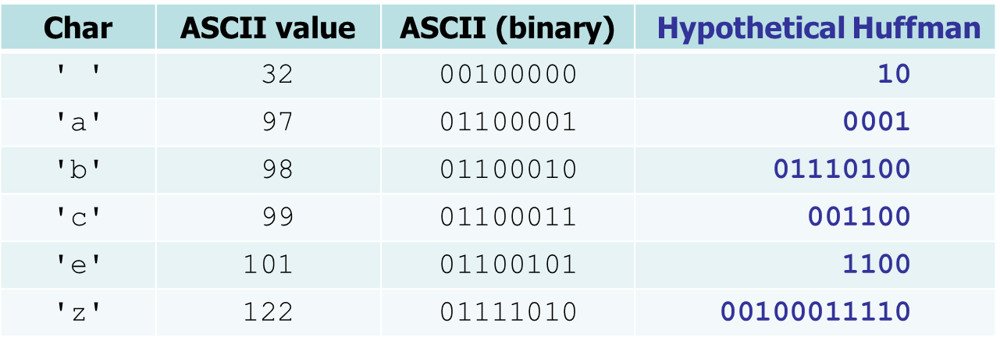 Char ASCII value ASCII (binary) Hypothetical Huffman
' ' 32 00100000 10
'a' 97 01100001 0001
'b' 98 01100010 01110100
'c' 99 01100011 001100
'e' 101 01100101 1100
'z' 122 01111010 00100011110